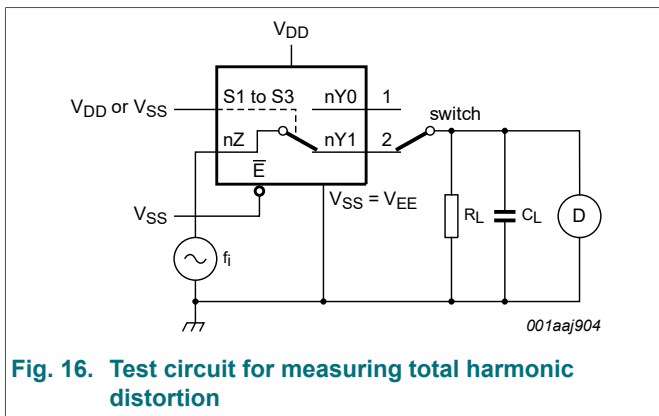 VDD
S1 to S3 nY0 1
VDD or VSS
switch
nZ nY1 2
E
VSS = VEE
VSS
RL CL D
fi
001aaj904
Fig. 16. Test circuit for measuring total harmonic
distortion